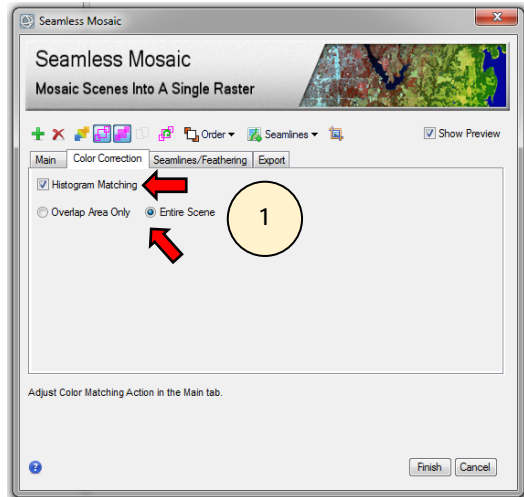 Seamless Mosaic
Seamless Mosaic
Mosaic Scenes Into A Single Raster
Order Seamlines Show Preview
Main Color Correction Seamlines/Feathering Export
Histogram Matching
Overlap Area Only Entire Scene
1
Adjust Color Matching Action in the Main tab.
Finish Cancel